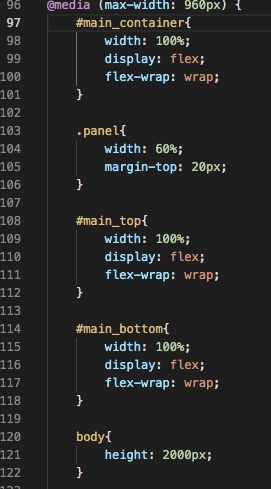 96 @media (max-width: 960px) {
97 #main_container{
98 width: 100%;
99 display: flex;
100 flex-wrap: wrap;
101 }
102
103 .panel{
104 width: 60%;
105 margin-top: 20px;
106 }
107
108 #main_top{
109 width: 100%;
110 display: flex;
111 flex-wrap: wrap;
112 }
113
114 #main_bottom{
115 width: 100%;
116 display: flex;
117 flex-wrap: wrap;
118 }
119
120 body{
121 height: 2000px;
122 }